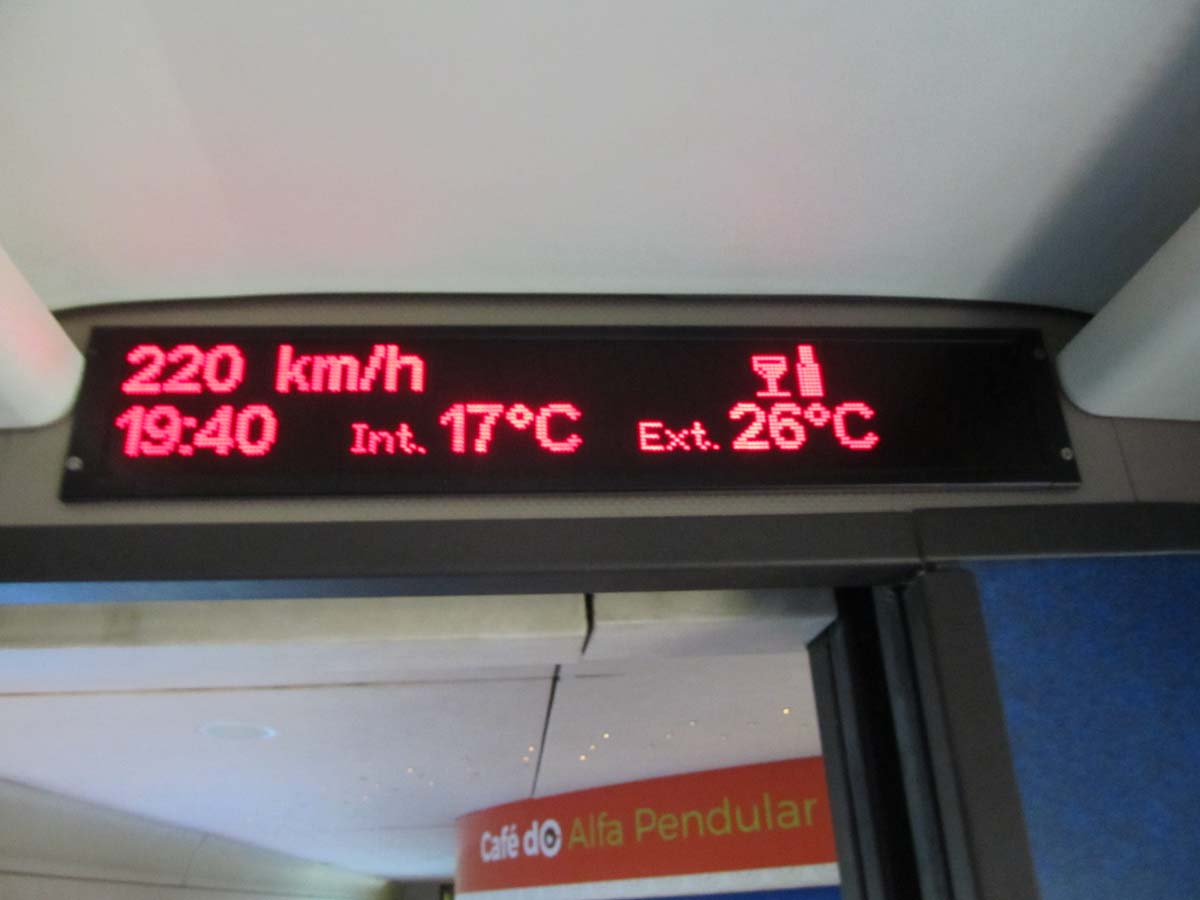 220 km/h
19:40 Int. 17°C Ext. 26°C
Café do Alfa Pendular